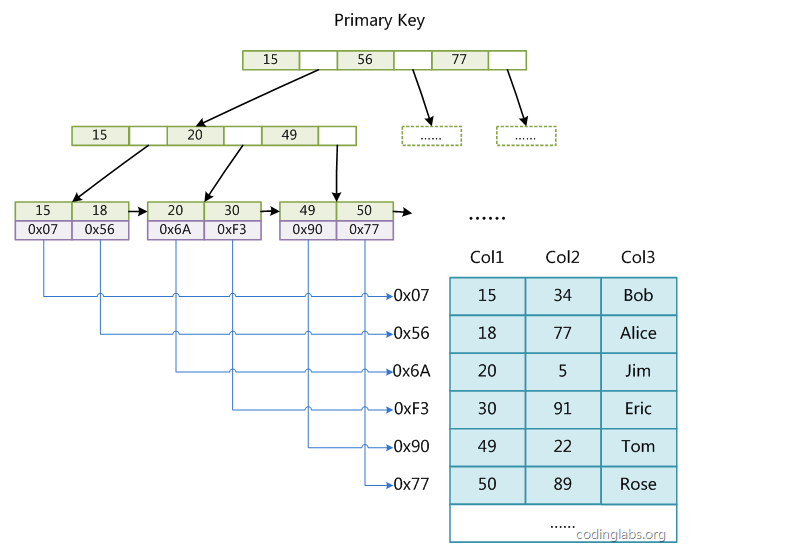 Primary Key
15 56 77
15 20 49
...... ......
15 18 20 30 49 50
0x07 0x56 0x6A 0xF3 0x90 0x77
......
Col1 Col2 Col3
0x07 15 34 Bob
0x56 18 77 Alice
0x6A 20 5 Jim
0xF3 30 91 Eric
0x90 49 22 Tom
0x77 50 89 Rose
......
codinglabs.org